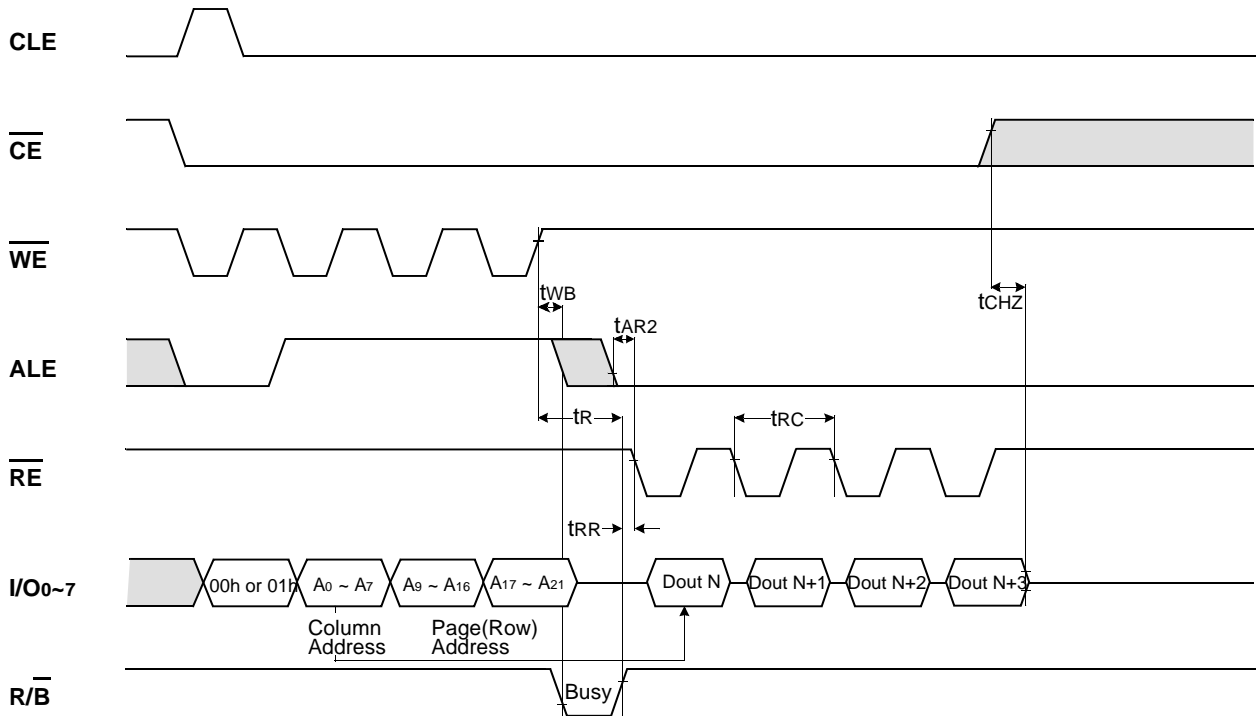 CLE
CE
WE
tWB
tCHZ
tAR2
ALE
tR
tRC
RE
tRR
I/O0~7
00h or 01h
A0 ~ A7
A9 ~ A16
A17 ~ A21
Dout N
Dout N+1
Dout N+2
Dout N+3
Column
Address
Page(Row)
Address
R/B
Busy